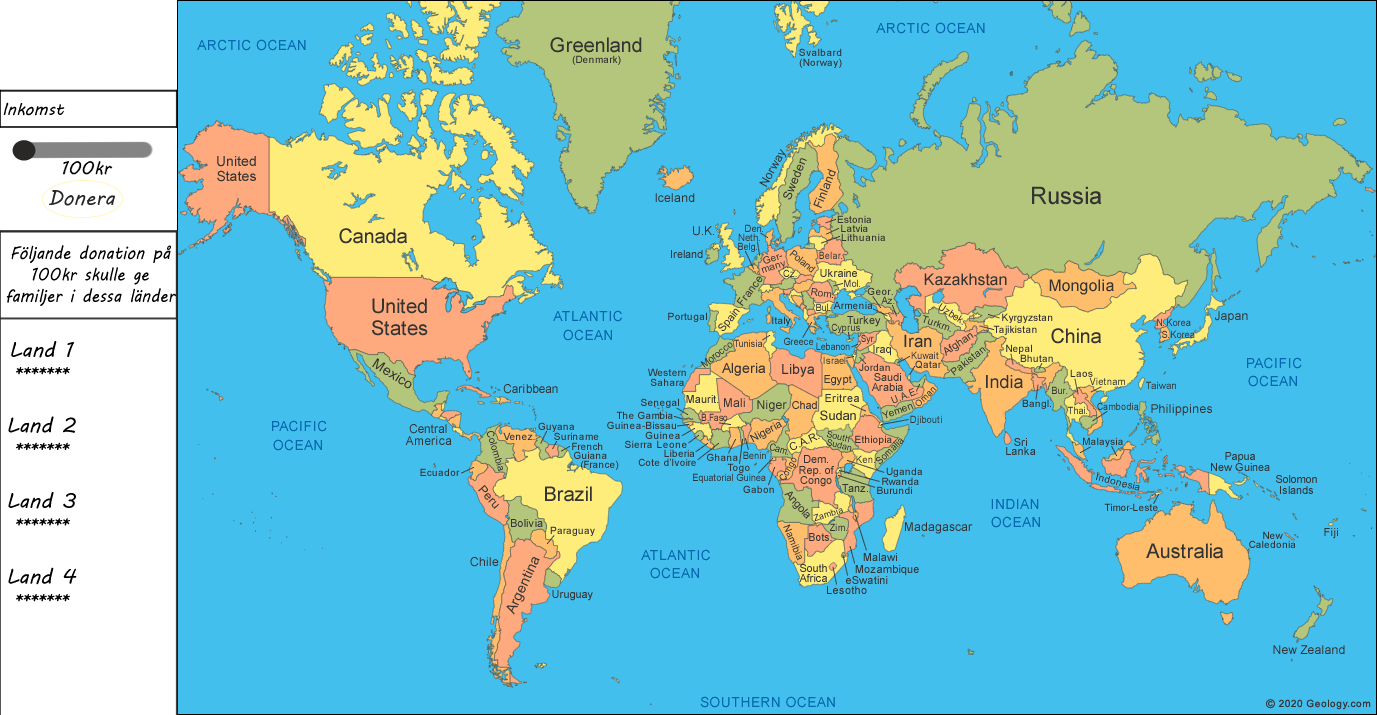 Inkomst
100kr
Donera
Följande donation på
100kr skulle ge
familjer i dessa länder
Land 1
*******
Land 2
*******
Land 3
*******
Land 4
*******
ARCTIC OCEAN
Greenland
(Denmark)
Svalbard
(Norway)
ARCTIC OCEAN
United
States
Canada
Iceland
Norway
Sweden
Finland
Russia
Estonia
Latvia
Lithuania
U.K.
Ireland
Den.
Neth.
Belg.
Ger-
many
Poland
Belar.
Cz.
Ukraine
Mol.
France
Rom.
Bul.
Spain
Portugal
Italy
Greece
Turkey
Cyprus
Lebanon
Armenia
Geor.
Az.
Kazakhstan
Mongolia
Uzbek.
Turkm.
Kyrgyzstan
Tajikistan
China
N.Korea
S.Korea
Japan
United
States
ATLANTIC
OCEAN
PACIFIC
OCEAN
Mexico
Caribbean
Central
America
PACIFIC
OCEAN
Morocco
Tunisia
Algeria
Libya
Egypt
Israel
Syr.
Iraq
Jordan
Iran
Kuwait
Qatar
Saudi
Arabia
U.A.E.
Oman
Yemen
Afghan.
Pakistan
India
Nepal
Bhutan
Bangl.
Bur.
Laos
Vietnam
Thai.
Cambodia
Taiwan
Philippines
Sri
Lanka
Malaysia
Indonesia
Timor-Leste
Papua
New Guinea
Solomon
Islands
Western
Sahara
Maurit.
Mali
Niger
Chad
Sudan
Eritrea
Djibouti
Senegal
The Gambia
Guinea-Bissau
Guinea
Sierra Leone
Liberia
Cote d'Ivoire
B.Faso
Ghana
Togo
Benin
Nigeria
Cam.
Equatorial Guinea
Gabon
Congo
C.A.R.
South
Sudan
Ethiopia
Somalia
Ken.
Uganda
Rwanda
Burundi
Dem.
Rep. of
Congo
Tanz.
Angola
Zambia
Zim.
Namibia
Bots.
South
Africa
Malawi
Mozambique
eSwatini
Lesotho
Madagascar
Venez.
Guyana
Suriname
French
Guiana
(France)
Colombia
Ecuador
Peru
Brazil
Bolivia
Paraguay
Chile
Argentina
Uruguay
ATLANTIC
OCEAN
INDIAN
OCEAN
Australia
New
Caledonia
Fiji
New Zealand
SOUTHERN OCEAN
© 2020 Geology.com